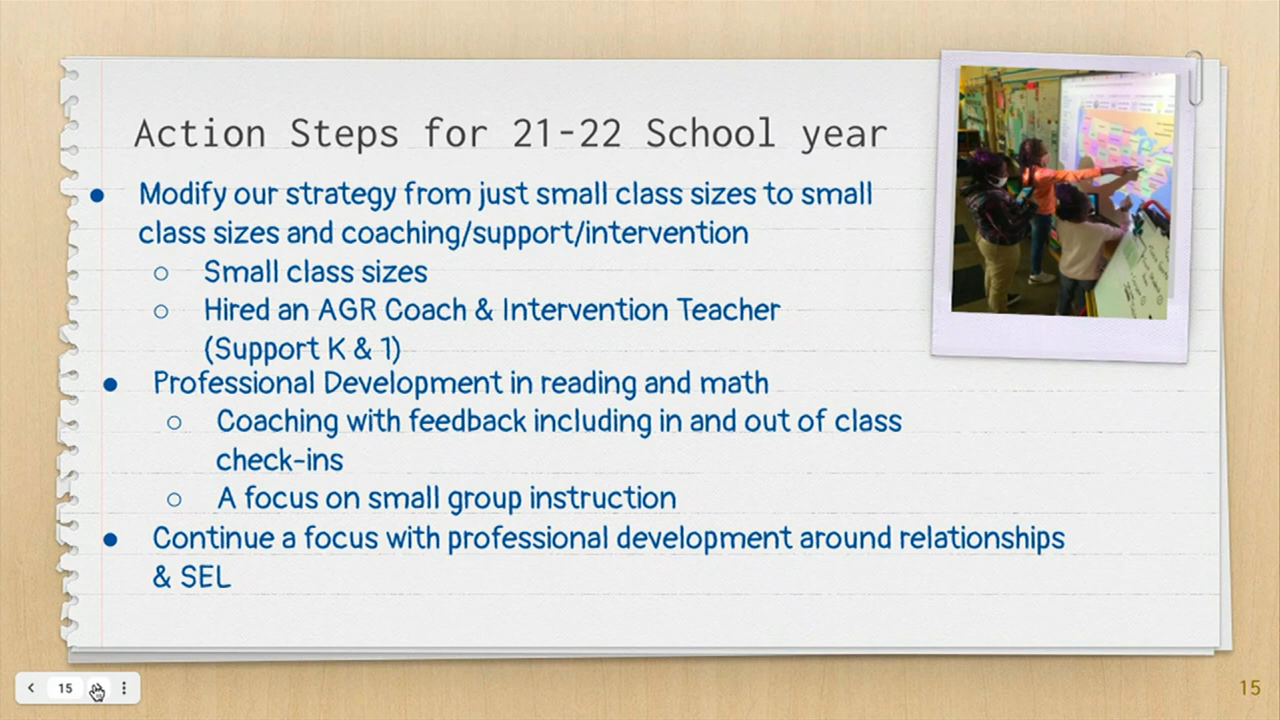 Action Steps for 21-22 School year
● Modify our strategy from just small class sizes to small
class sizes and coaching/support/intervention
○ Small class sizes
○ Hired an AGR Coach & Intervention Teacher
(Support K & 1)
● Professional Development in reading and math
○ Coaching with feedback including in and out of class
check-ins
○ A focus on small group instruction
● Continue a focus with professional development around relationships
& SEL
15
15